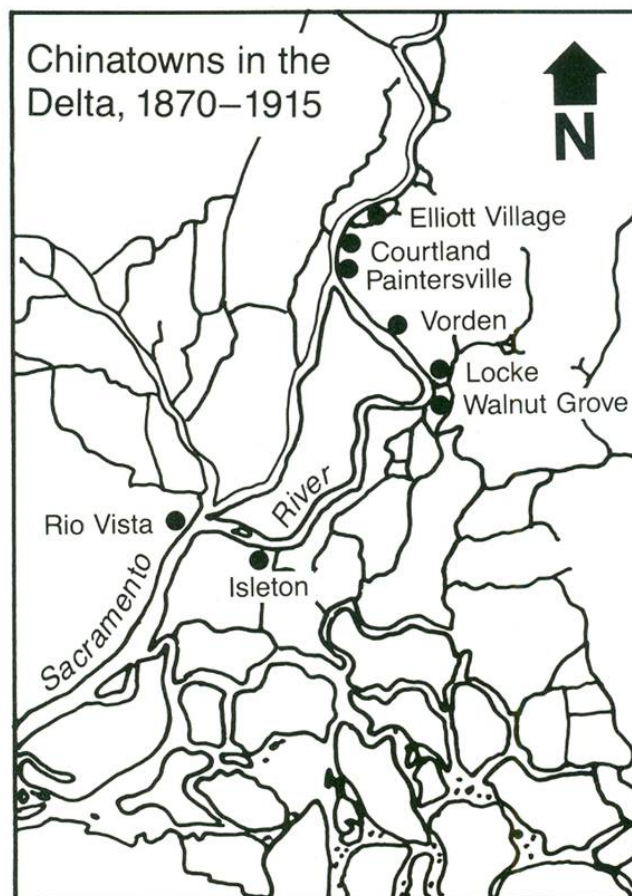 Chinatowns in the
Delta, 1870–1915
N
Elliott Village
Courtland
Paintersville
Vorden
Locke
Walnut Grove
River
Rio Vista
Isleton
Sacramento